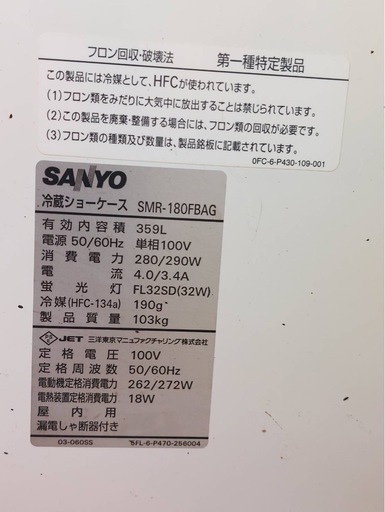 フロン回収・破壊法 第一種特定製品
この製品には冷媒として、HFCが使われています。
(1)フロン類をみだりに大気中に放出することは禁じられています。
(2)この製品を廃棄・整備する場合には、フロン類の回収が必要です。
(3)フロン類の種類及び数量は、製品銘板に記載されています。
0FC-6-P430-109-001
SANYO
冷蔵ショーケース SMR-180FBAG
有効内容積 359L
電源 50/60Hz 単相100V
消費電力 280/290W
電流 4.0/3.4A
蛍光灯 FL32SD(32W)
冷媒(HFC-134a) 190g
製品質量 103kg
JET 三洋東京マニュファクチャリング株式会社
定格電圧 100V
定格周波数 50/60Hz
電動機定格消費電力 262/272W
電熱装置定格消費電力 18W
屋内用
漏電しゃ断器付き
03-060SS 5FL-6-P470-256004